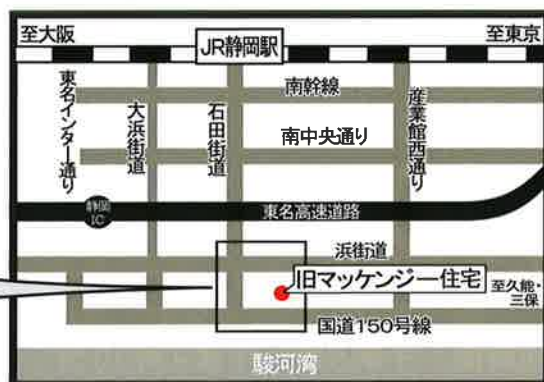 至大阪
JR静岡駅
至東京
南幹線
東名インター通り
大浜街道
石田街道
産業館西通り
南中央通り
静岡
IC
東名高速道路
浜街道
旧マッケンジー住宅
至久能・
三保
国道150号線
駿河湾